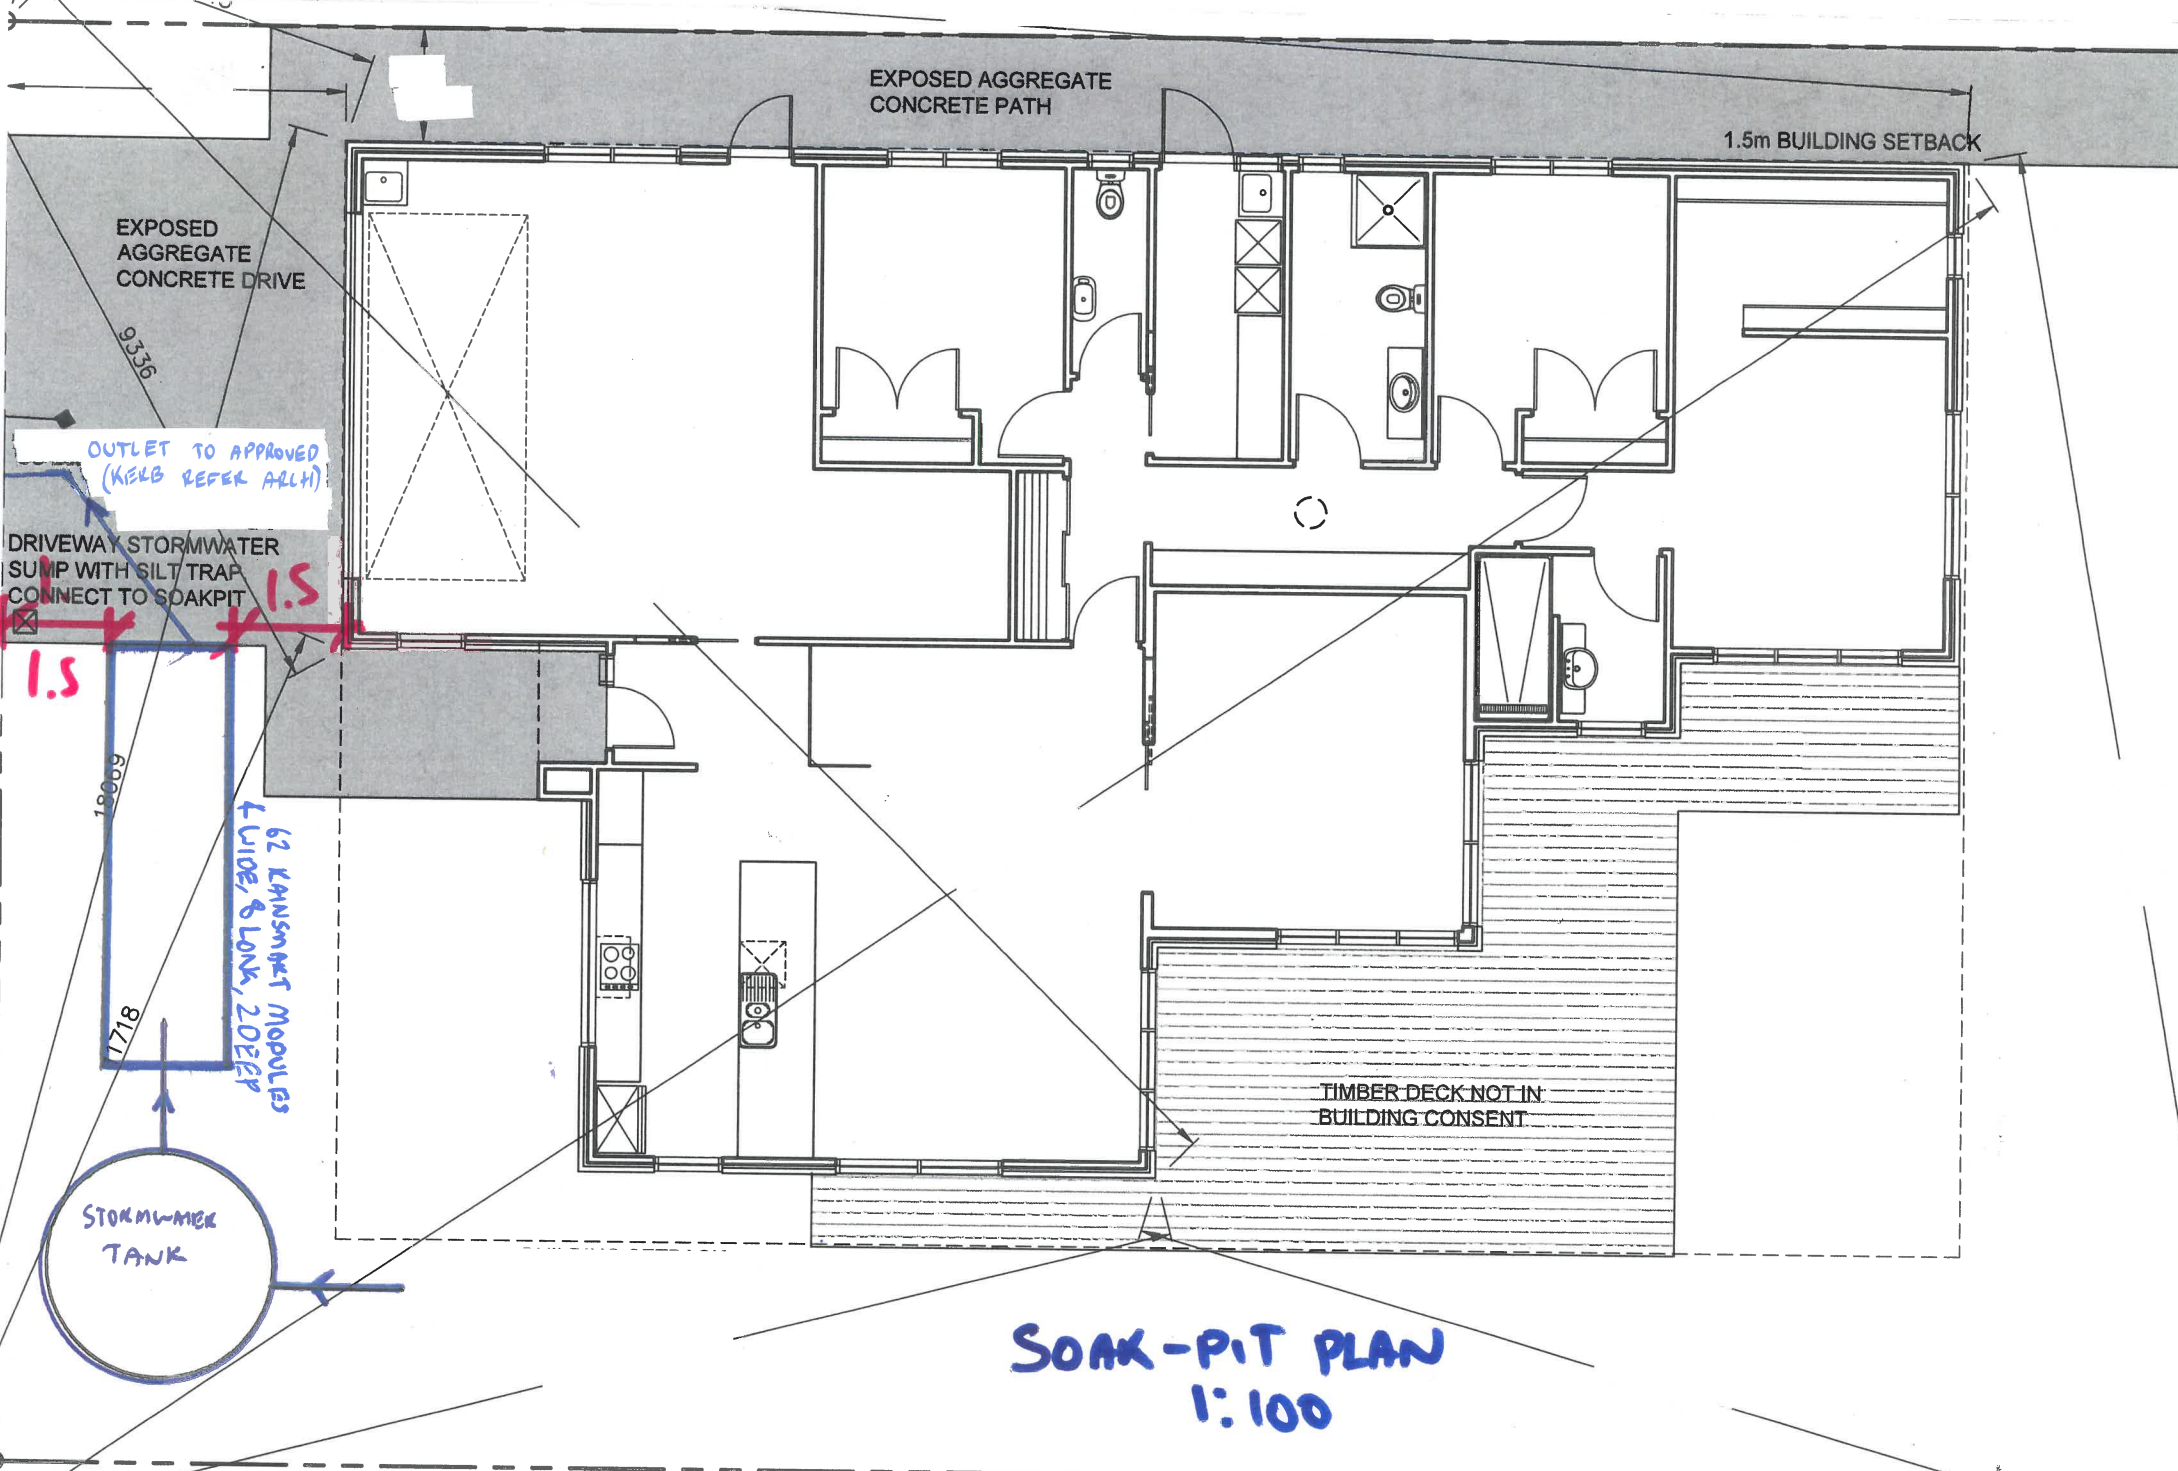 EXPOSED AGGREGATE
CONCRETE PATH
1.5m BUILDING SETBACK
EXPOSED
AGGREGATE
CONCRETE DRIVE
9336
OUTLET TO APPROVED
(KERB REFER ARCH)
DRIVEWAY STORMWATER
SUMP WITH SILT TRAP
CONNECT TO SOAKPIT
1.5
1.5
18069
1718
62 KANSMART MODULES
4 WIDE, 8 LONG, 2 DEEP
STORMWATER
TANK
TIMBER DECK NOT IN
BUILDING CONSENT
SOAK-PIT PLAN
1:100